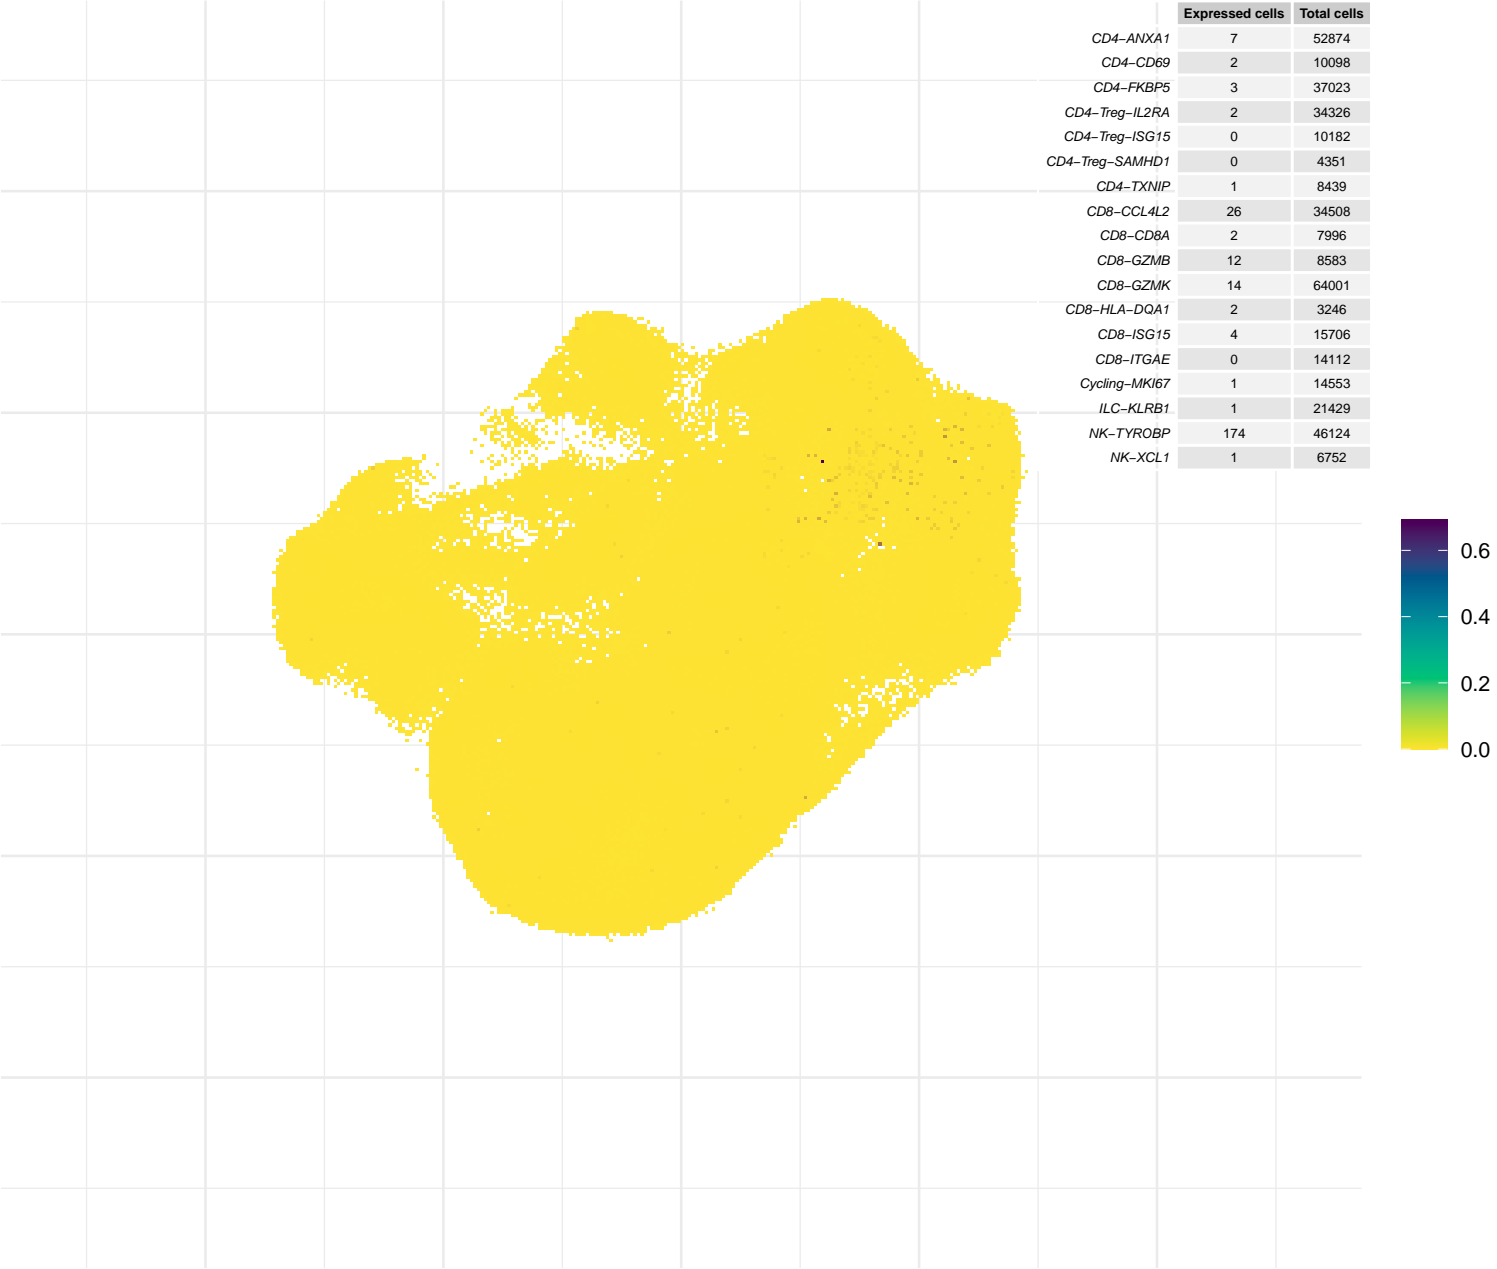 Expressed cells Total cells
CD4−ANXA1 7 52874
CD4−CD69 2 10098
CD4−FKBP5 3 37023
CD4−Treg−IL2RA 2 34326
CD4−Treg−ISG15 0 10182
CD4−Treg−SAMHD1 0 4351
CD4−TXNIP 1 8439
CD8−CCL4L2 26 34508
CD8−CD8A 2 7996
CD8−GZMB 12 8583
CD8−GZMK 14 64001
CD8−HLA−DQA1 2 3246
CD8−ISG15 4 15706
CD8−ITGAE 0 14112
Cycling−MKI67 1 14553
ILC−KLRB1 1 21429
NK−TYROBP 174 46124
NK−XCL1 1 6752
0.6
0.4
0.2
0.0